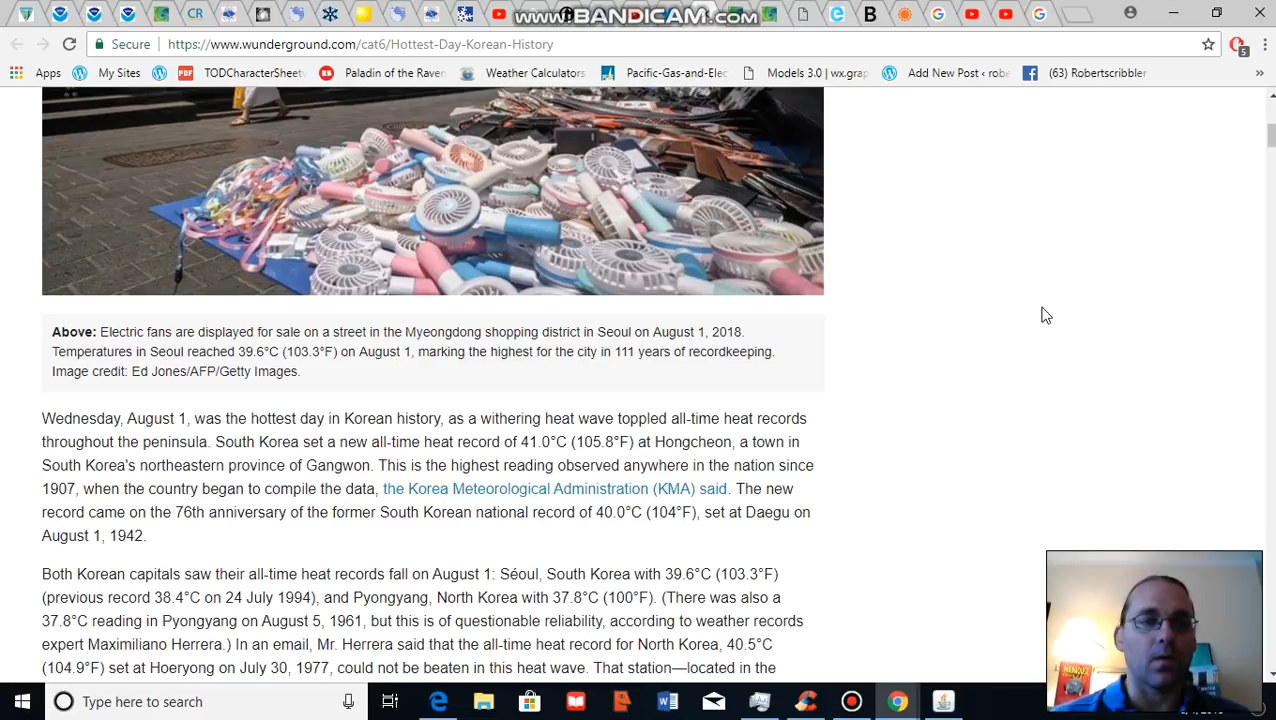 www.BANDICAM.com
Secure https://www.wunderground.com/cat6/Hottest-Day-Korean-History
5
Apps My Sites TODCharacterSheet Paladin of the Raven Weather Calculators Pacific-Gas-and-Elec Models 3.0 | wx.grap Add New Post ‹ robe (63) Robertscribbler »
Above: Electric fans are displayed for sale on a street in the Myeongdong shopping district in Seoul on August 1, 2018.
Temperatures in Seoul reached 39.6°C (103.3°F) on August 1, marking the highest for the city in 111 years of recordkeeping.
Image credit: Ed Jones/AFP/Getty Images.
Wednesday, August 1, was the hottest day in Korean history, as a withering heat wave toppled all-time heat records
throughout the peninsula. South Korea set a new all-time heat record of 41.0°C (105.8°F) at Hongcheon, a town in
South Korea's northeastern province of Gangwon. This is the highest reading observed anywhere in the nation since
1907, when the country began to compile the data, the Korea Meteorological Administration (KMA) said. The new
record came on the 76th anniversary of the former South Korean national record of 40.0°C (104°F), set at Daegu on
August 1, 1942.
Both Korean capitals saw their all-time heat records fall on August 1: Séoul, South Korea with 39.6°C (103.3°F)
(previous record 38.4°C on 24 July 1994), and Pyongyang, North Korea with 37.8°C (100°F). (There was also a
37.8°C reading in Pyongyang on August 5, 1961, but this is of questionable reliability, according to weather records
expert Maximiliano Herrera.) In an email, Mr. Herrera said that the all-time heat record for North Korea, 40.5°C
(104.9°F) set at Hoeryong on July 30, 1977, could not be beaten in this heat wave. That station—located in the
Type here to search